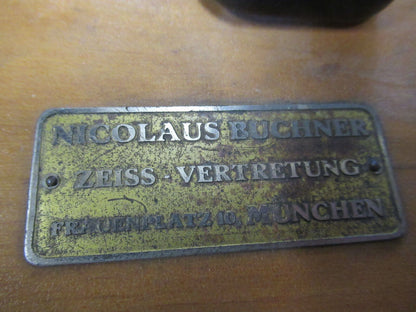 NICOLAUS BUCHNER
ZEISS - VERTRETUNG
FRAUENPLATZ 10, MÜNCHEN